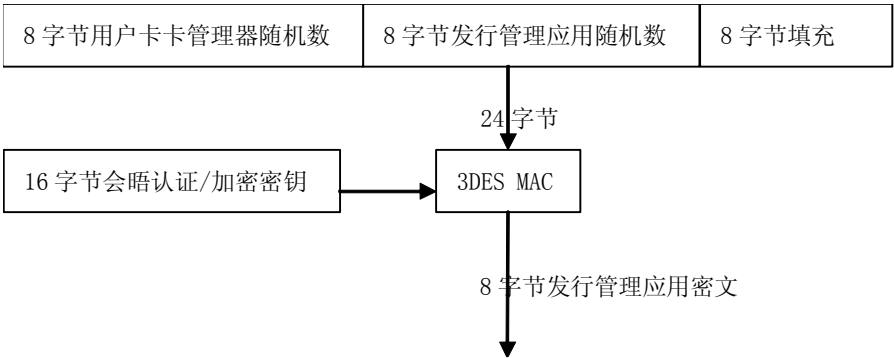 8 字节用户卡卡管理器随机数
8 字节发行管理应用随机数
8 字节填充
24 字节
16 字节会晤认证/加密密钥
3DES MAC
8 字节发行管理应用密文